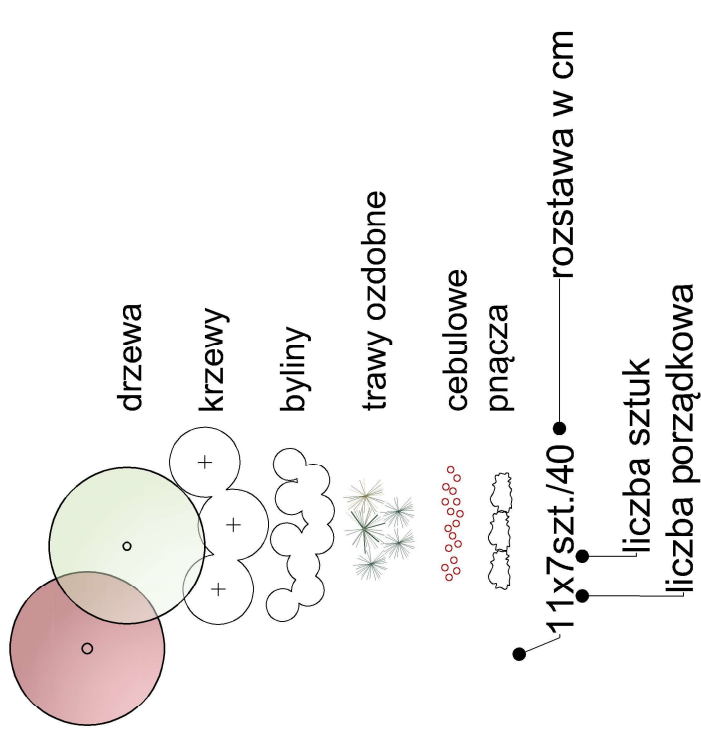 drzewa
krzewy
byliny
trawy ozdobne
cebulowe
pnącza
11x7szt./40
rozstawa w cm
liczba sztuk
liczba porządkowa